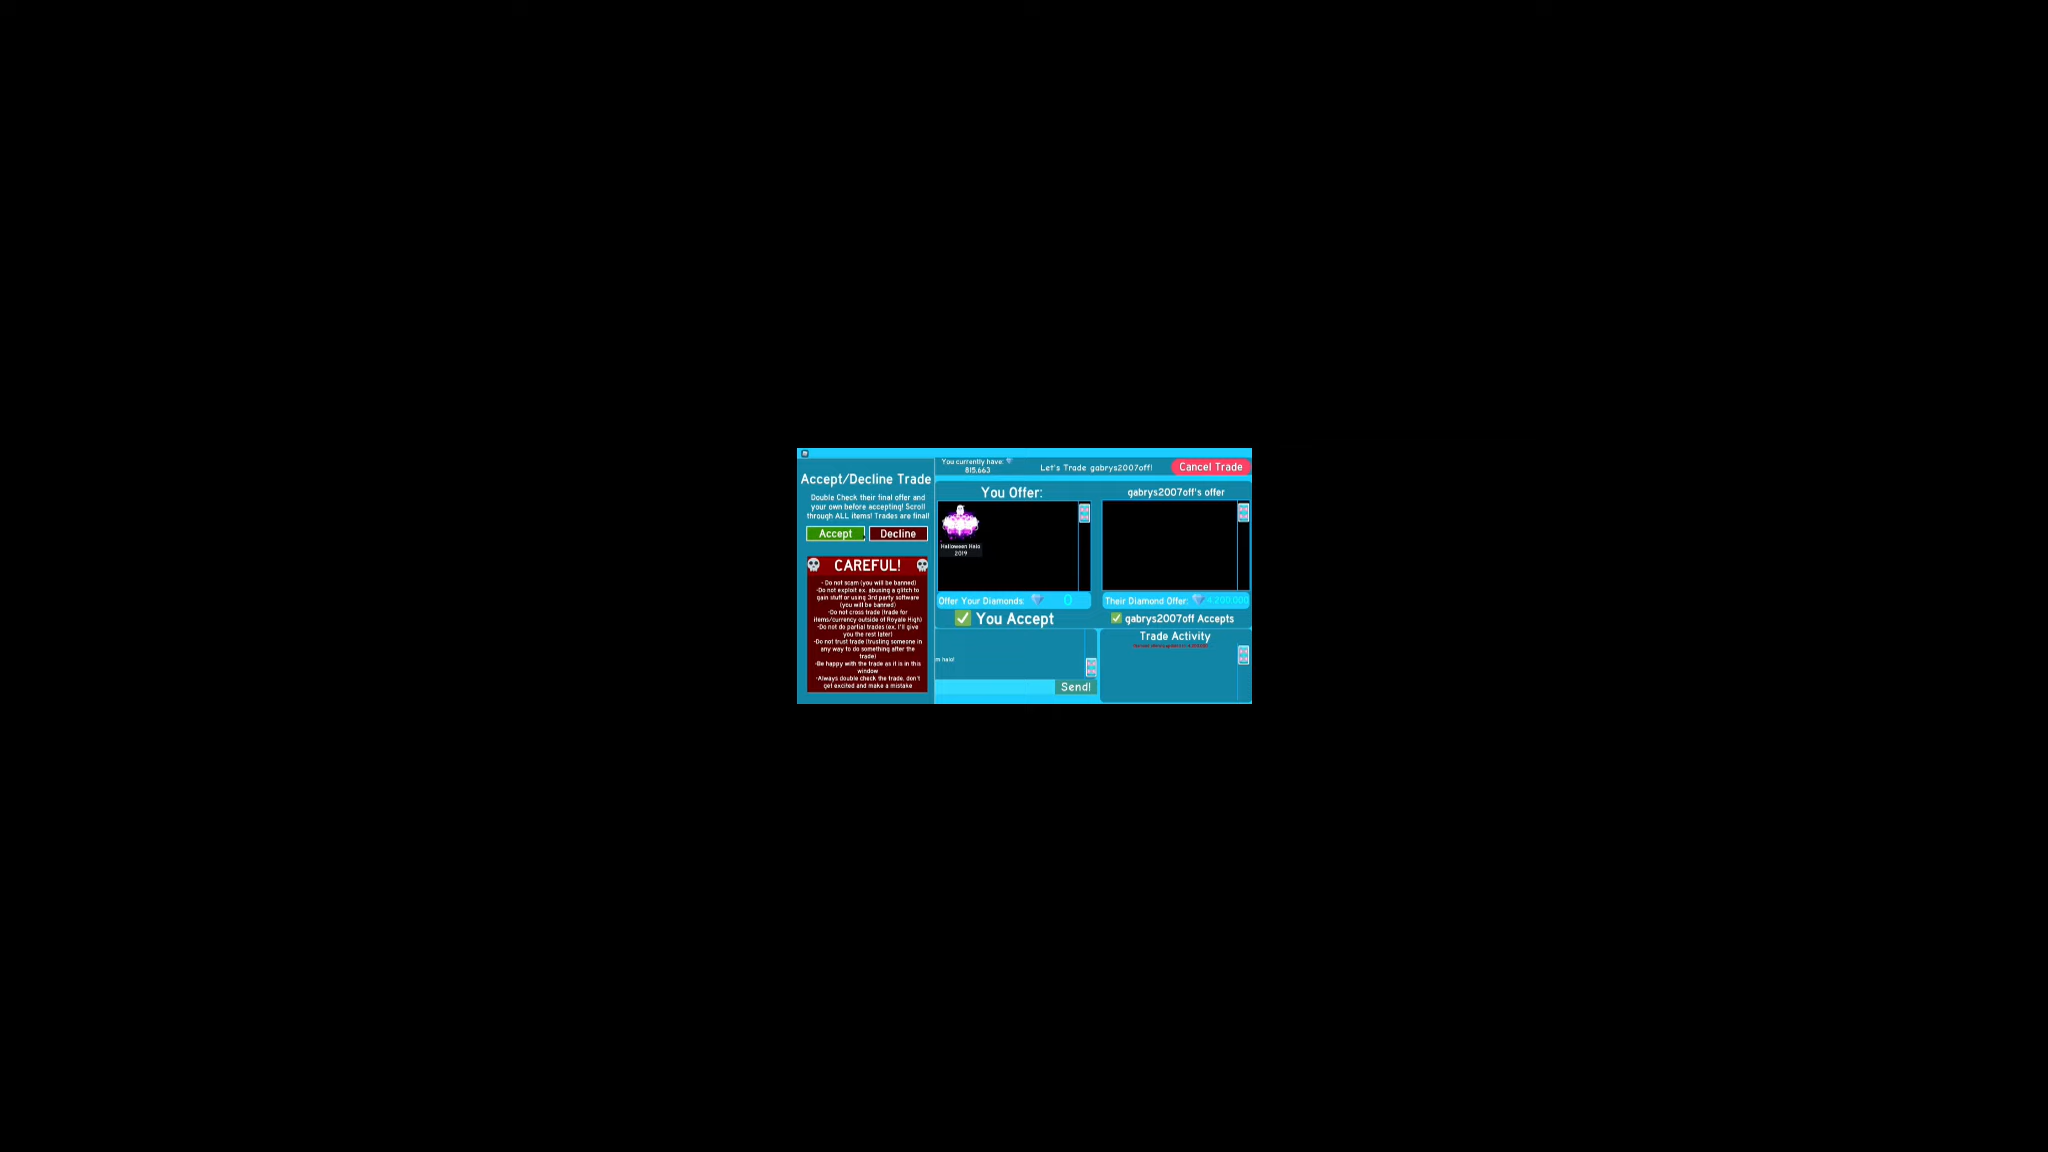 Accept/Decline Trade
Double Check their final offer and
your own before accepting! Scroll
through ALL items! Trades are final!
Accept
Decline
CAREFUL!
- Do not scam (you will be banned)
-Do not exploit ex. abusing a glitch to
gain stuff or using 3rd party software
(you will be banned)
-Do not cross trade (trade for
items/currency outside of Royale High)
-Do not do partial trades (ex. I'll give
you the rest later)
-Do not trust trade (trusting someone in
any way to do something after the
trade)
-Be happy with the trade as it is in this
window
-Always double check the trade, don't
get excited and make a mistake
You currently have:
815,663
Let's Trade gabrys2007off!
Cancel Trade
You Offer:
Halloween Halo
2019
Offer Your Diamonds:
0
You Accept
gabrys2007off's offer
Their Diamond Offer:
4,200,000
gabrys2007off Accepts
m halo!
Send!
Trade Activity